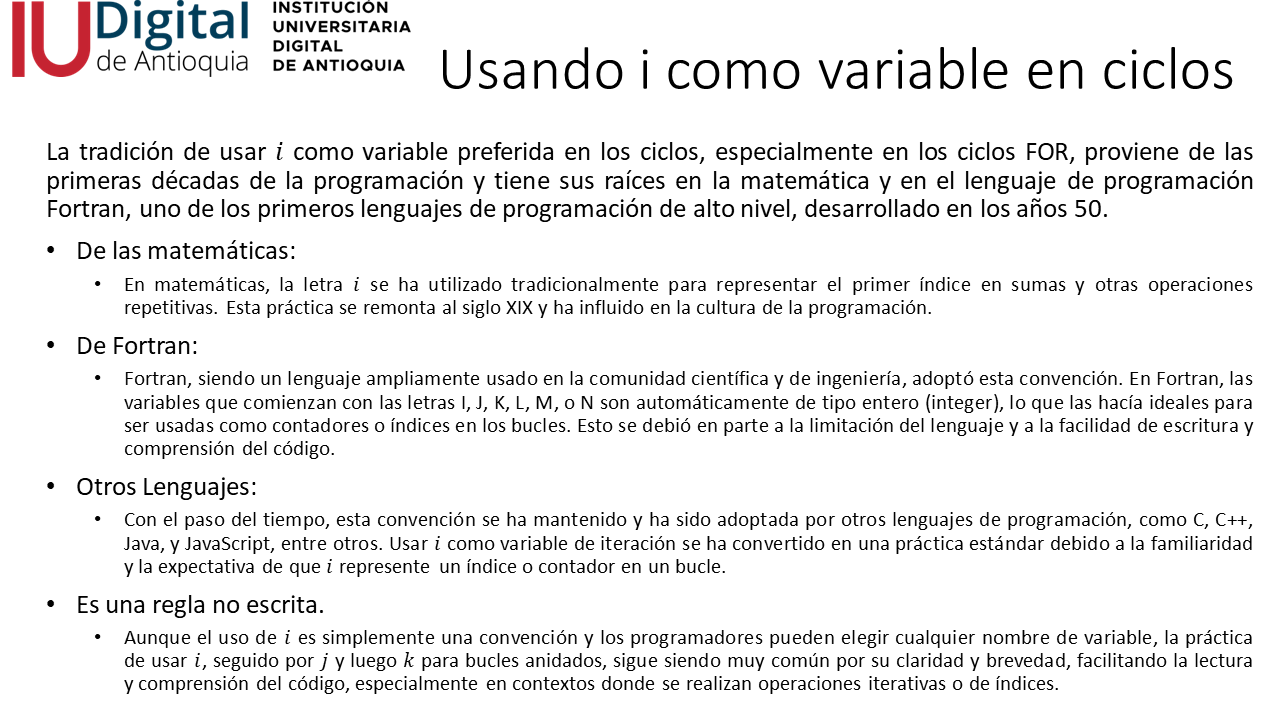 IU Digital
de Antioquia
INSTITUCIÓN
UNIVERSITARIA
DIGITAL
DE ANTIOQUIA
Usando i como variable en ciclos
La tradición de usar i como variable preferida en los ciclos, especialmente en los ciclos FOR, proviene de las
primeras décadas de la programación y tiene sus raíces en la matemática y en el lenguaje de programación
Fortran, uno de los primeros lenguajes de programación de alto nivel, desarrollado en los años 50.
• De las matemáticas:
• En matemáticas, la letra i se ha utilizado tradicionalmente para representar el primer índice en sumas y otras operaciones
repetitivas. Esta práctica se remonta al siglo XIX y ha influido en la cultura de la programación.
• De Fortran:
• Fortran, siendo un lenguaje ampliamente usado en la comunidad científica y de ingeniería, adoptó esta convención. En Fortran, las
variables que comienzan con las letras I, J, K, L, M, o N son automáticamente de tipo entero (integer), lo que las hacía ideales para
ser usadas como contadores o índices en los bucles. Esto se debió en parte a la limitación del lenguaje y a la facilidad de escritura y
comprensión del código.
• Otros Lenguajes:
• Con el paso del tiempo, esta convención se ha mantenido y ha sido adoptada por otros lenguajes de programación, como C, C++,
Java, y JavaScript, entre otros. Usar i como variable de iteración se ha convertido en una práctica estándar debido a la familiaridad
y la expectativa de que i represente un índice o contador en un bucle.
• Es una regla no escrita.
• Aunque el uso de i es simplemente una convención y los programadores pueden elegir cualquier nombre de variable, la práctica
de usar i, seguido por j y luego k para bucles anidados, sigue siendo muy común por su claridad y brevedad, facilitando la lectura
y comprensión del código, especialmente en contextos donde se realizan operaciones iterativas o de índices.